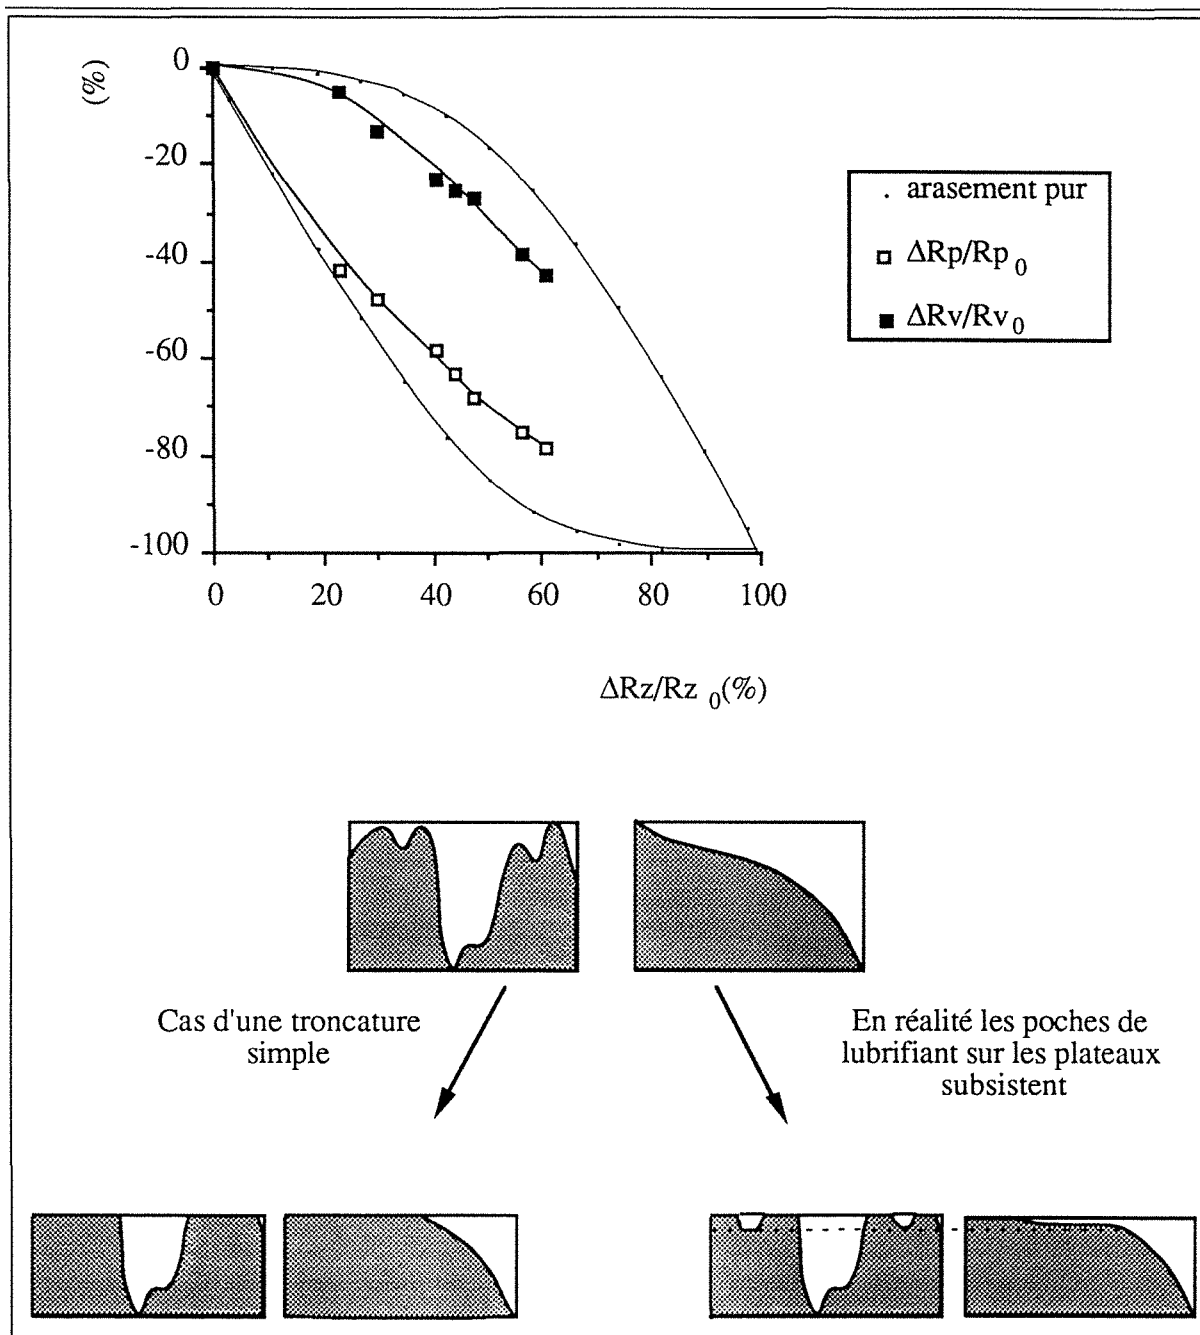 (%)
0
-20
-40
-60
-80
-100
0 20 40 60 80 100
ΔRz/Rz 0(%)
. arasement pur
ΔRp/Rp 0
ΔRv/Rv 0
Cas d'une troncature
simple
En réalité les poches de
lubrifiant sur les plateaux
subsistent